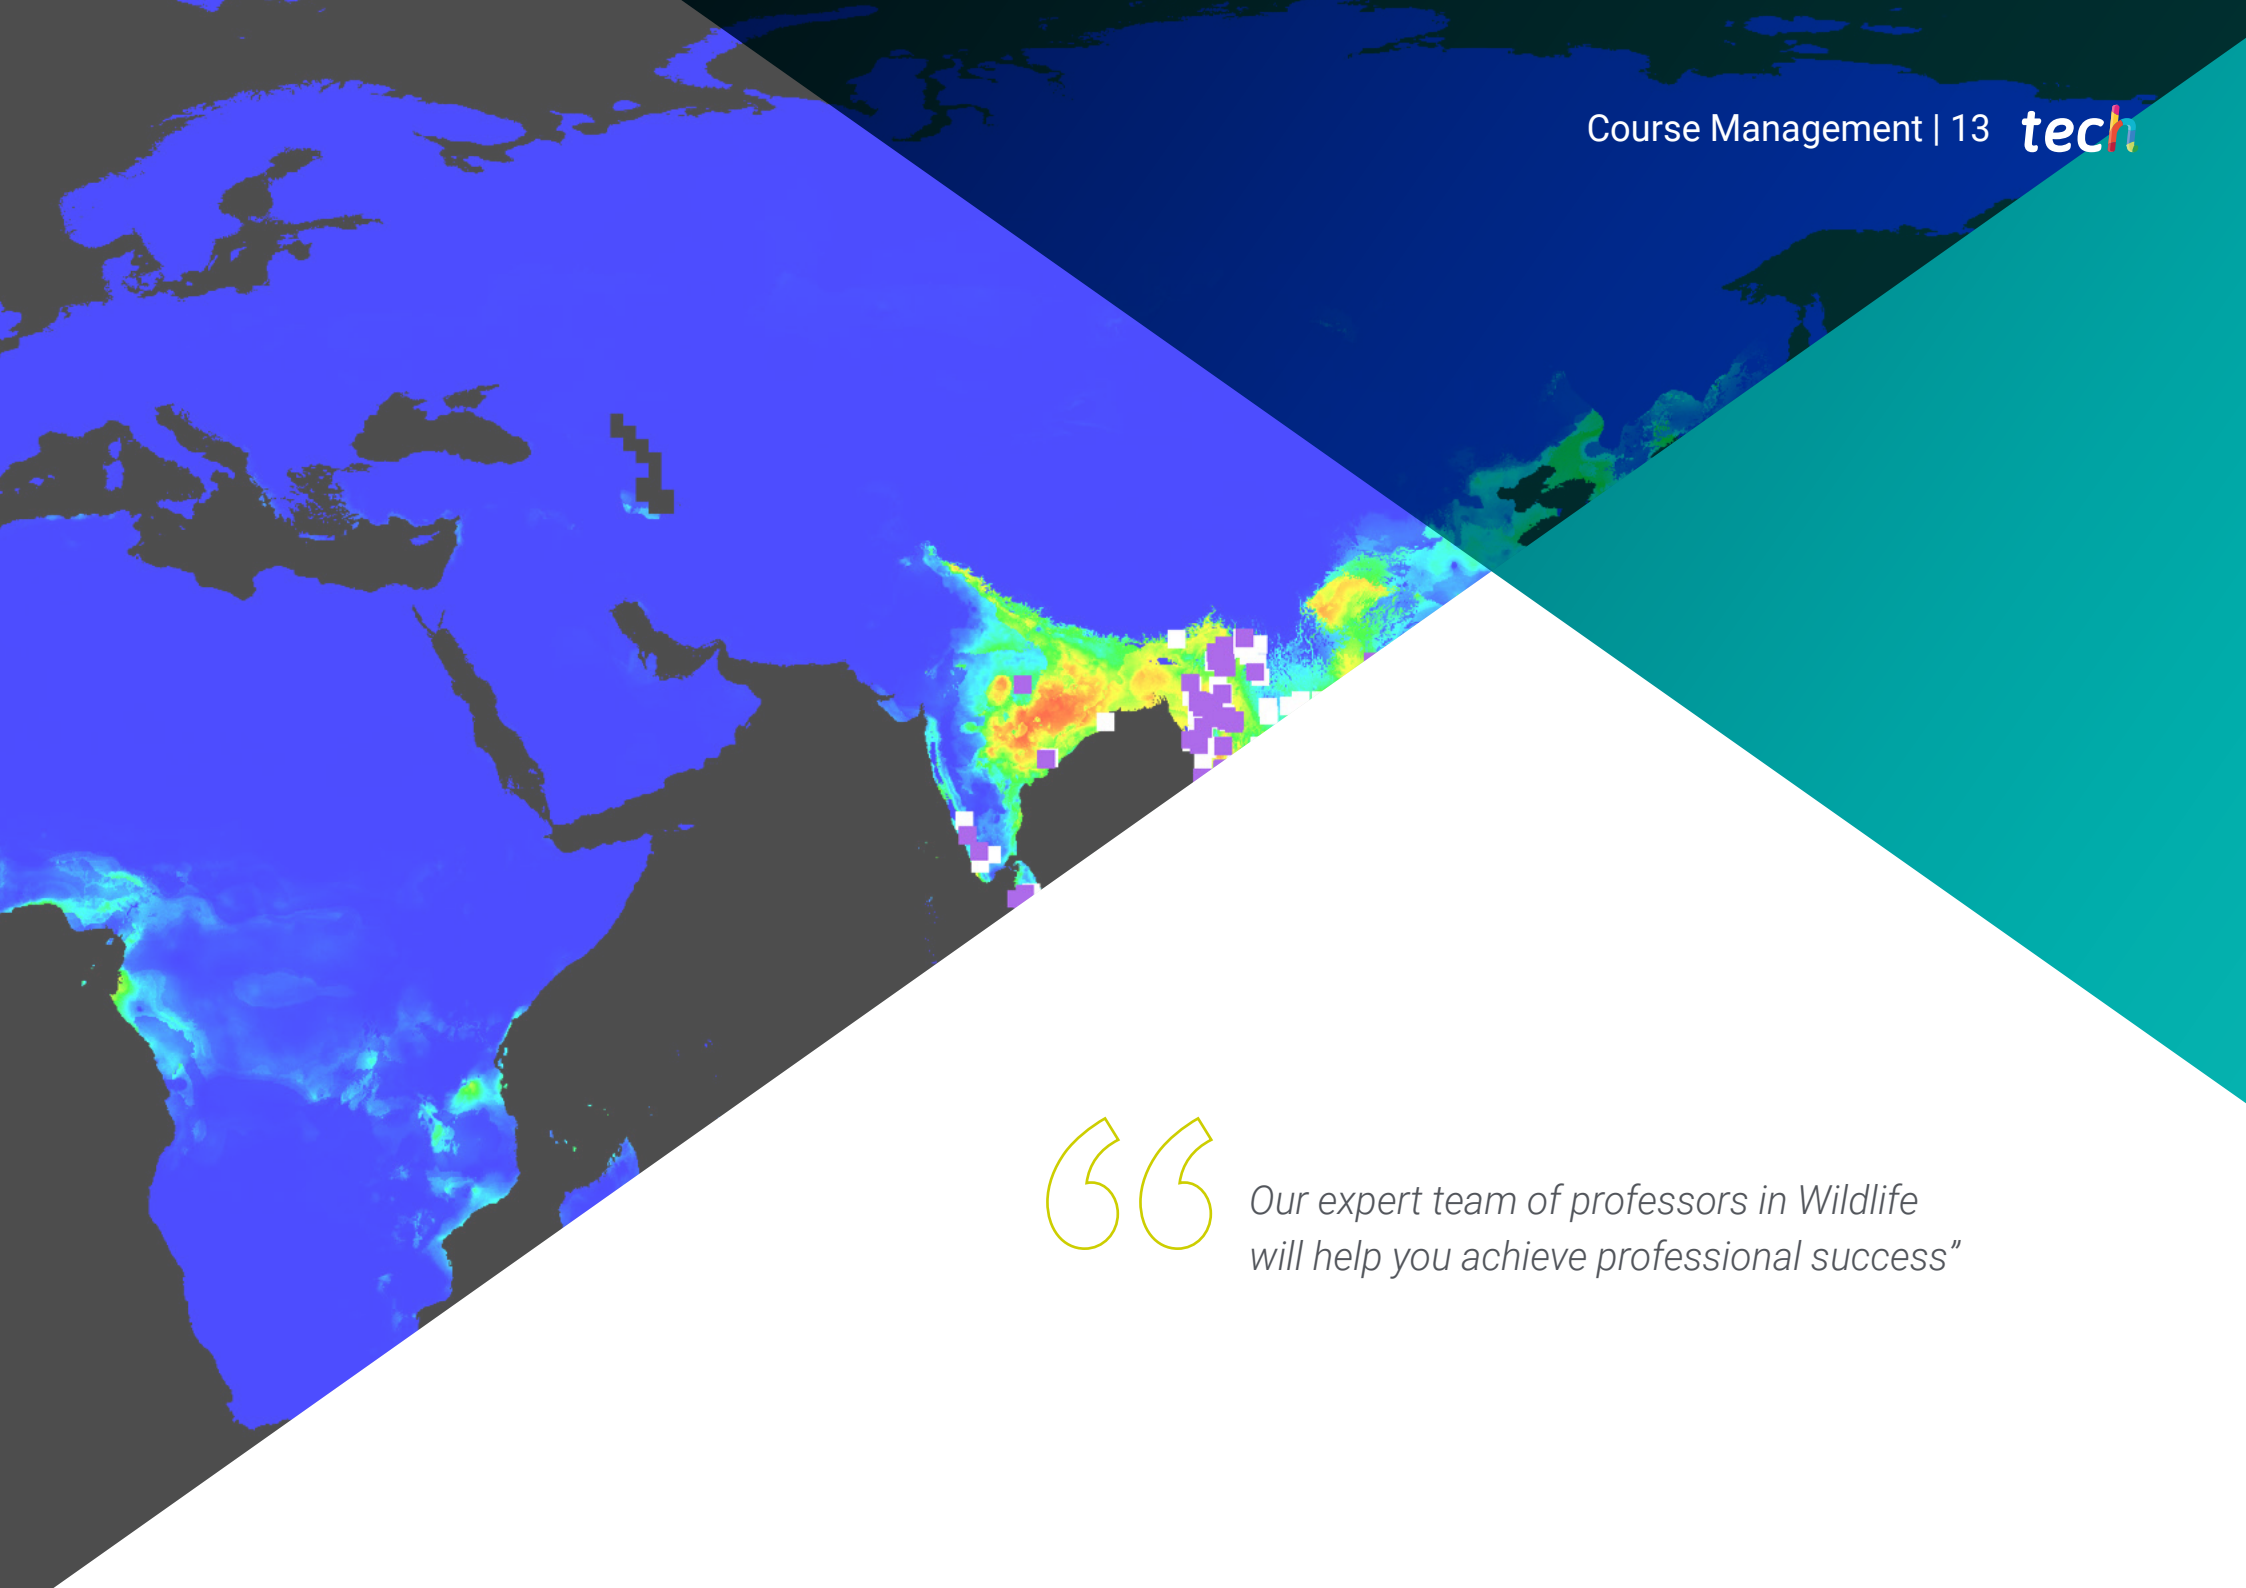 Course Management | 13 tech
“Our expert team of professors in Wildlife
will help you achieve professional success”